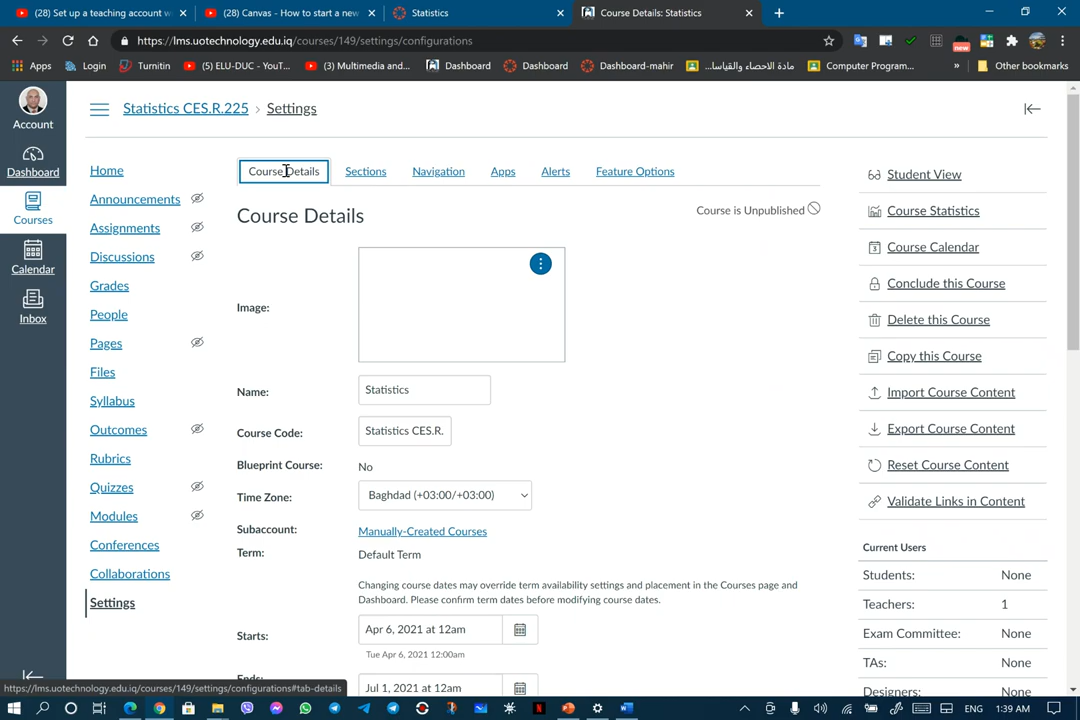 (28) Set up a teaching account w
(28) Canvas - How to start a new
Statistics
Course Details: Statistics
https://lms.uotechnology.edu.iq/courses/149/settings/configurations
Apps
Login
Turnitin
(5) ELU-DUC - YouT...
(3) Multimedia and...
Dashboard
Dashboard
Dashboard-mahir
مادة الاحصاء والقياسا...
Computer Program...
»
Other bookmarks
new
Account
Dashboard
Courses
Calendar
Inbox
Statistics CES.R.225 › Settings
Home
Announcements
Assignments
Discussions
Grades
People
Pages
Files
Syllabus
Outcomes
Rubrics
Quizzes
Modules
Conferences
Collaborations
Settings
Course Details
Sections
Navigation
Apps
Alerts
Feature Options
Course Details
Course is Unpublished
Image:
Name:
Statistics
Course Code:
Statistics CES.R.
Blueprint Course:
No
Time Zone:
Baghdad (+03:00/+03:00)
Subaccount:
Manually-Created Courses
Term:
Default Term
Changing course dates may override term availability settings and placement in the Courses page and
Dashboard. Please confirm term dates before modifying course dates.
Starts:
Apr 6, 2021 at 12am
Tue Apr 6, 2021 12:00am
Ends:
Jul 1, 2021 at 12am
Student View
Course Statistics
Course Calendar
Conclude this Course
Delete this Course
Copy this Course
Import Course Content
Export Course Content
Reset Course Content
Validate Links in Content
Current Users
Students: None
Teachers: 1
Exam Committee: None
TAs: None
Designers: None
https://lms.uotechnology.edu.iq/courses/149/settings/configurations#tab-details
ENG
1:39 AM